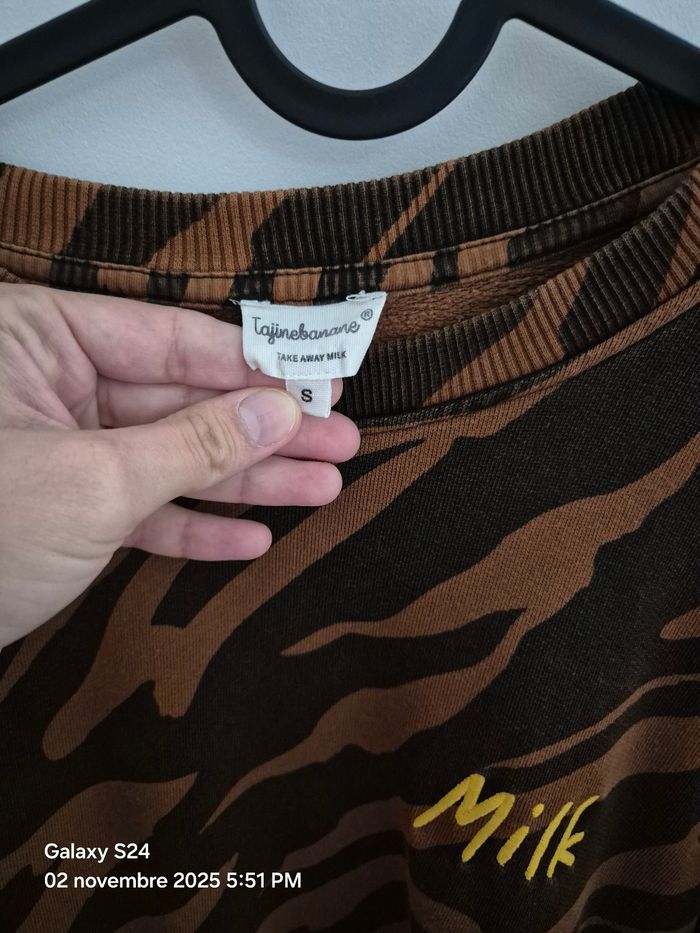 Tajinebanane®
TAKE AWAY MILK
S
Milk
Galaxy S24
02 novembre 2025 5:51 PM